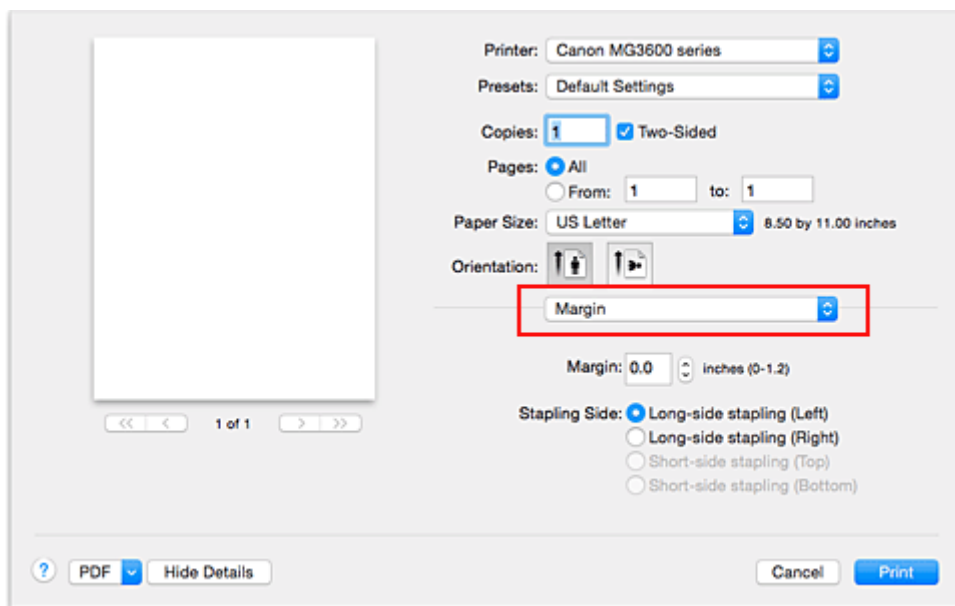 Printer: Canon MG3600 series
Presets: Default Settings
Copies: 1 Two-Sided
Pages: All
From: 1 to: 1
Paper Size: US Letter 8.50 by 11.00 inches
Orientation:
Margin
Margin: 0.0 inches (0-1.2)
Stapling Side: Long-side stapling (Left)
Long-side stapling (Right)
Short-side stapling (Top)
Short-side stapling (Bottom)
<< < 1 of 1 > >>
? PDF Hide Details Cancel Print